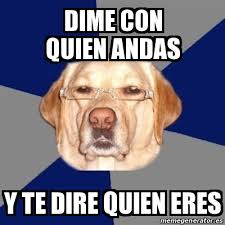 DIME CON
QUIEN ANDAS
Y TE DIRE QUIEN ERES
memegenerator.es